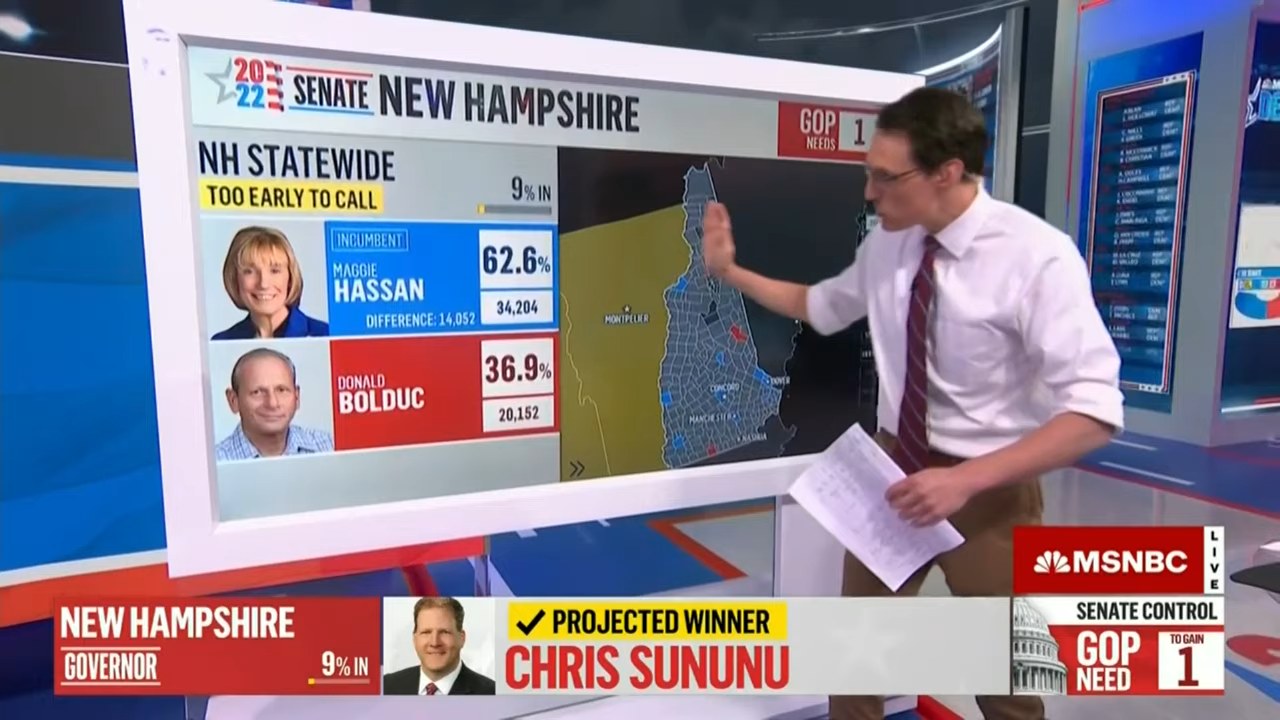 2022 SENATE NEW HAMPSHIRE
GOP NEEDS 1
NH STATEWIDE
TOO EARLY TO CALL
9% IN
INCUMBENT
MAGGIE HASSAN
62.6%
34,204
DIFFERENCE: 14,052
DONALD BOLDUC
36.9%
20,152
MONTPELIER
CONCORD
DOVER
MANCHESTER
NASHUA
MSNBC
LIVE
NEW HAMPSHIRE
GOVERNOR
9% IN
PROJECTED WINNER
CHRIS SUNUNU
SENATE CONTROL
GOP NEED
TO GAIN
1